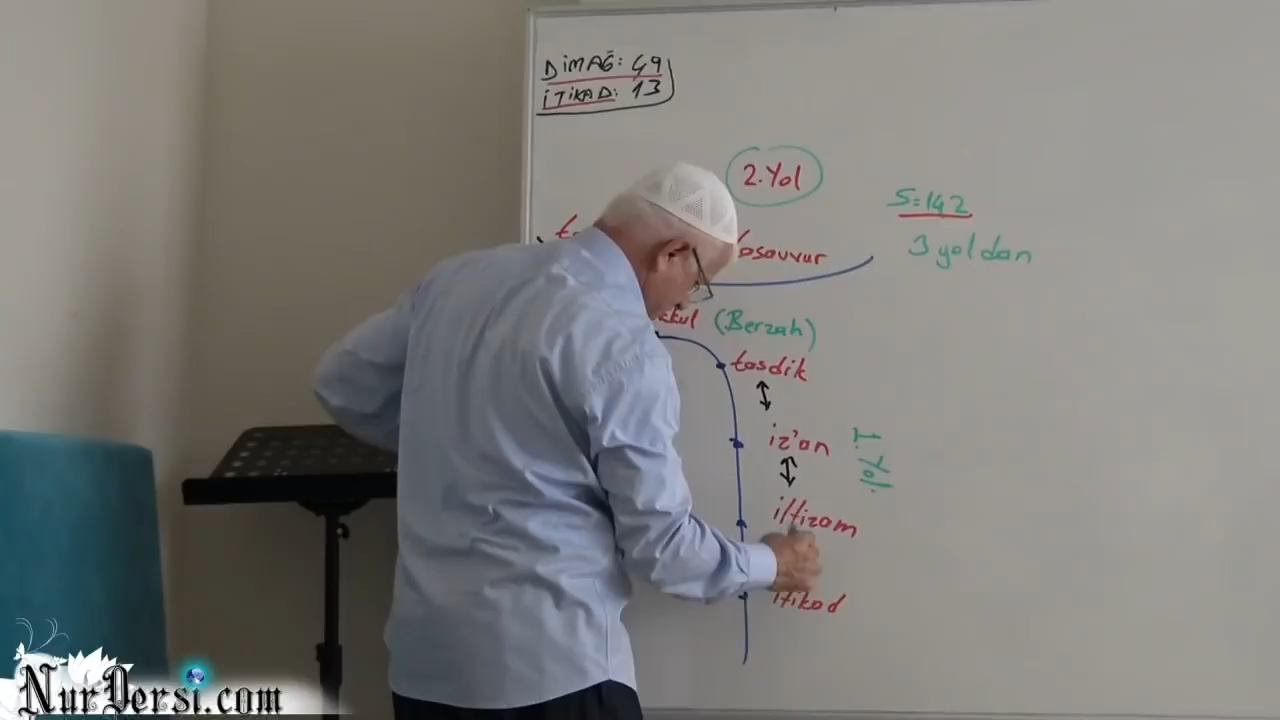 DİMAĞ: 49
İTİKAD: 13
2.Yol
S=142
3 yoldan
(Berzah)
tasdik
iz'an
1. Yol.
iltizam
itikad
NurDersi.com